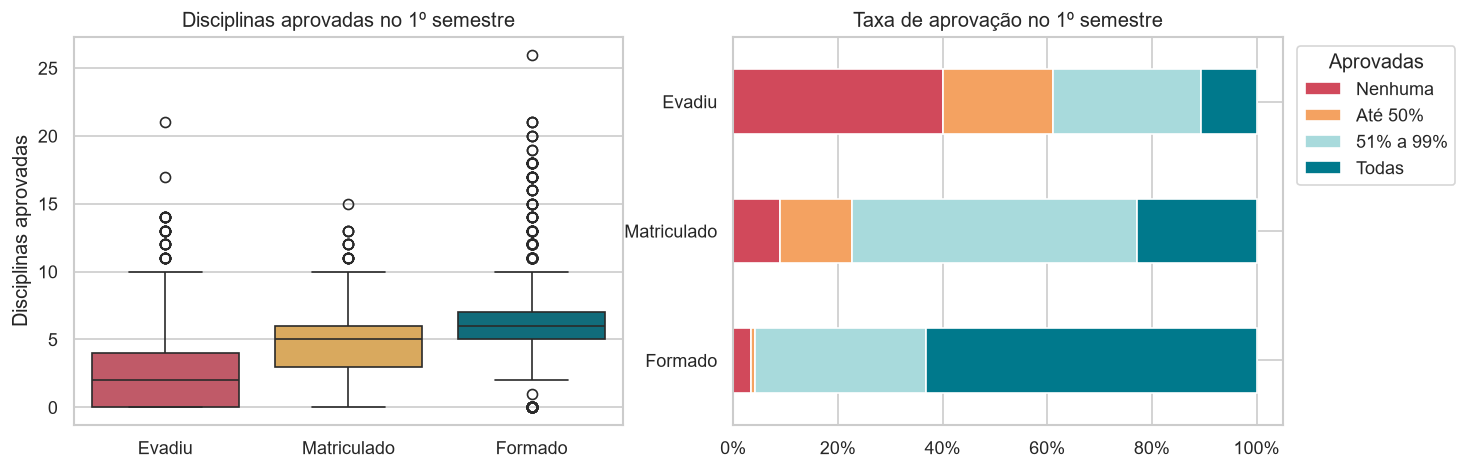 Disciplinas aprovadas no 1º semestre
Disciplinas aprovadas
25
20
15
10
5
0
Evadiu
Matriculado
Formado
Taxa de aprovação no 1º semestre
Evadiu
Matriculado
Formado
0%
20%
40%
60%
80%
100%
Aprovadas
Nenhuma
Até 50%
51% a 99%
Todas